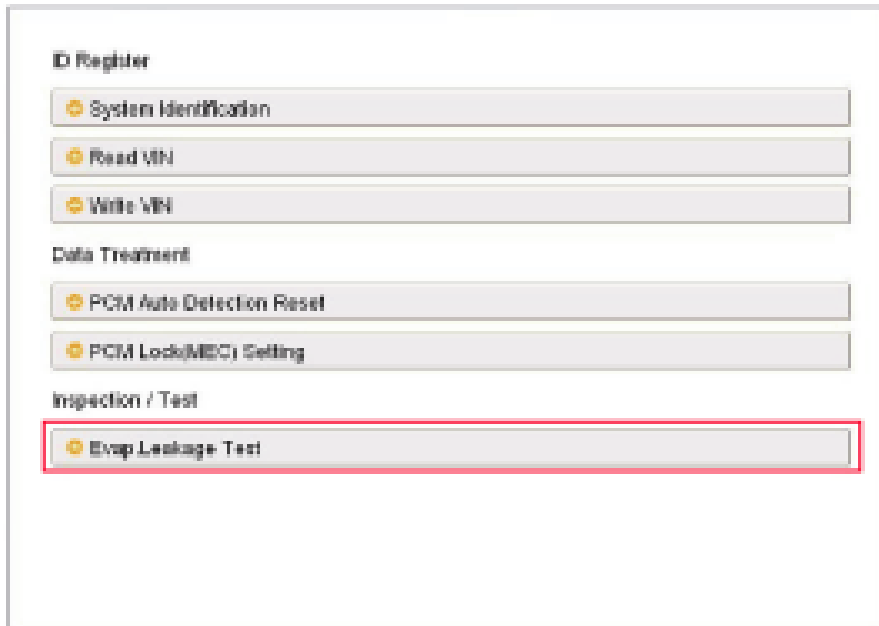 ID Register
System Identification
Read VIN
Write VIN
Data Treatment
PCM Auto Detection Reset
PCM Lock(MEC) Setting
Inspection / Test
Evap.Leakage Test